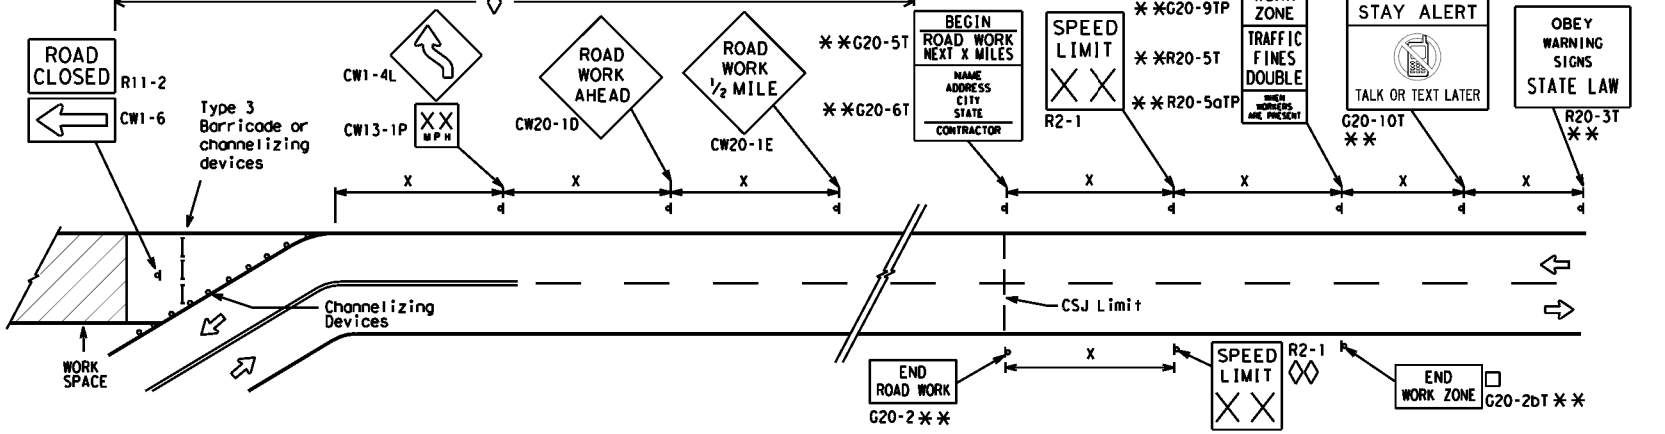 ROAD
CLOSED
R11-2
CW1-6
Type 3
Barricade or
channelizing
devices
CW1-4L
XX
MPH
CW13-1P
ROAD
WORK
AHEAD
CW20-1D
ROAD
WORK
1/2 MILE
CW20-1E
**G20-5T
BEGIN
ROAD WORK
NEXT X MILES
NAME
ADDRESS
CITY
STATE
CONTRACTOR
**G20-6T
SPEED
LIMIT
XX
R2-1
**G20-9TP
ZONE
TRAFFIC
FINES
DOUBLE
WHEN
WORKERS
ARE PRESENT
**R20-5T
**R20-5aTP
STAY ALERT
TALK OR TEXT LATER
G20-10T
**
OBEY
WARNING
SIGNS
STATE LAW
R20-3T
**
X
X
X
X
X
X
X
Channelizing
Devices
CSJ Limit
WORK
SPACE
END
ROAD WORK
G20-2**
X
SPEED
LIMIT
XX
R2-1
END
WORK ZONE
G20-2bT**